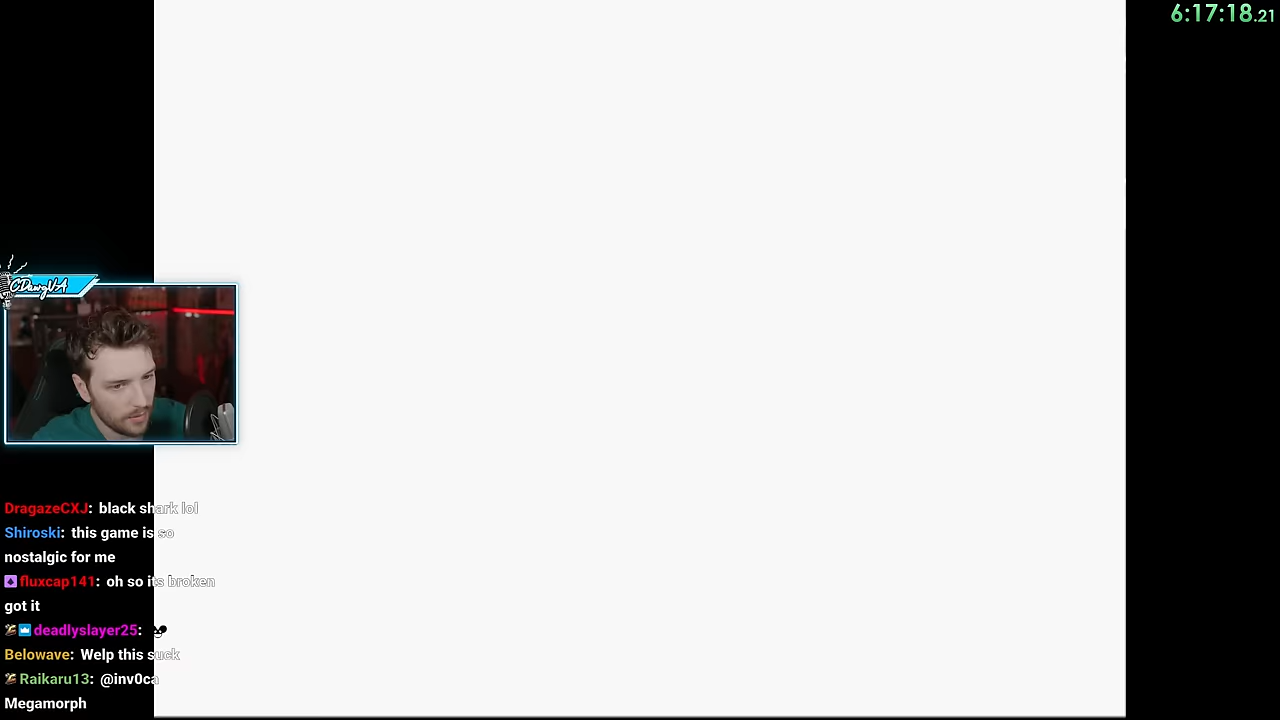 6:17:18.21
CDawgVA
DragazeCXJ: black shark lol
Shiroski: this game is so
nostalgic for me
fluxcap141: oh so its broken
got it
deadlyslayer25:
Belowave: Welp this suck
Raikaru13: @inv0ca
Megamorph